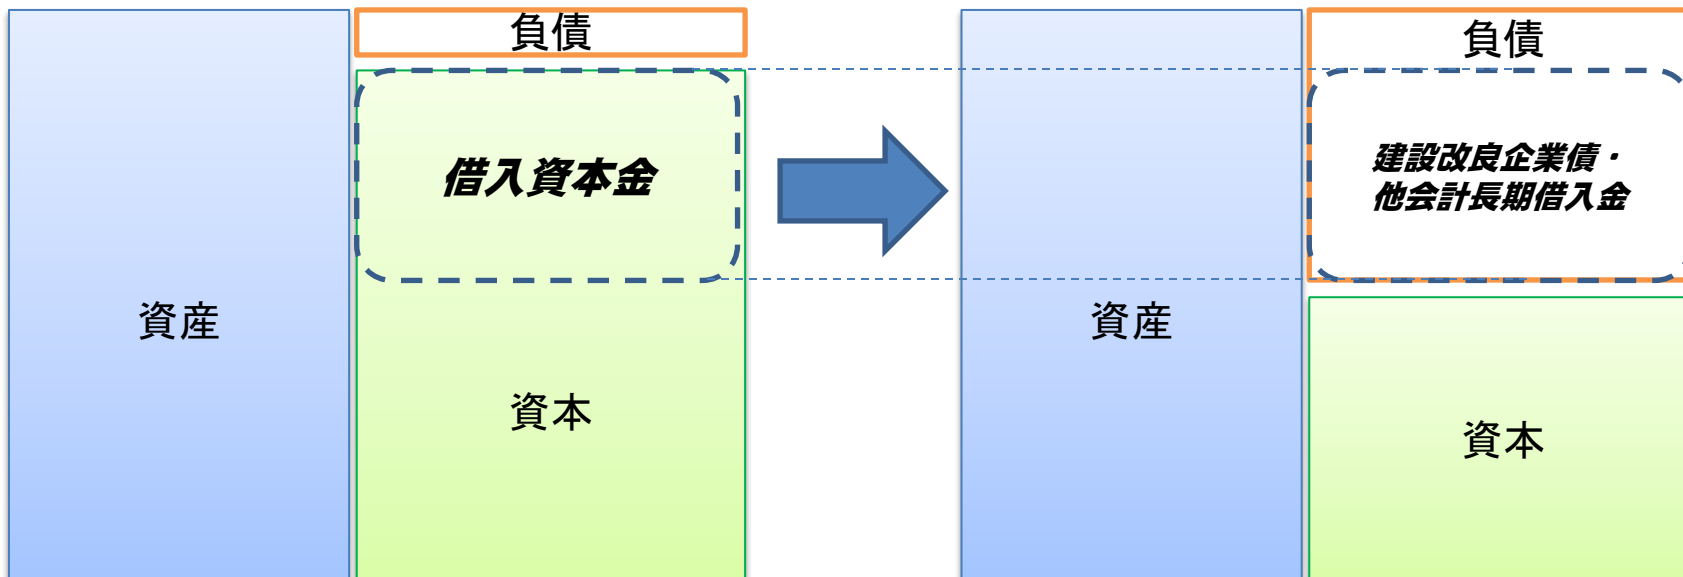 負債
借入資本金
資産
資本
負債
建設改良企業債・
他会計長期借入金
資産
資本